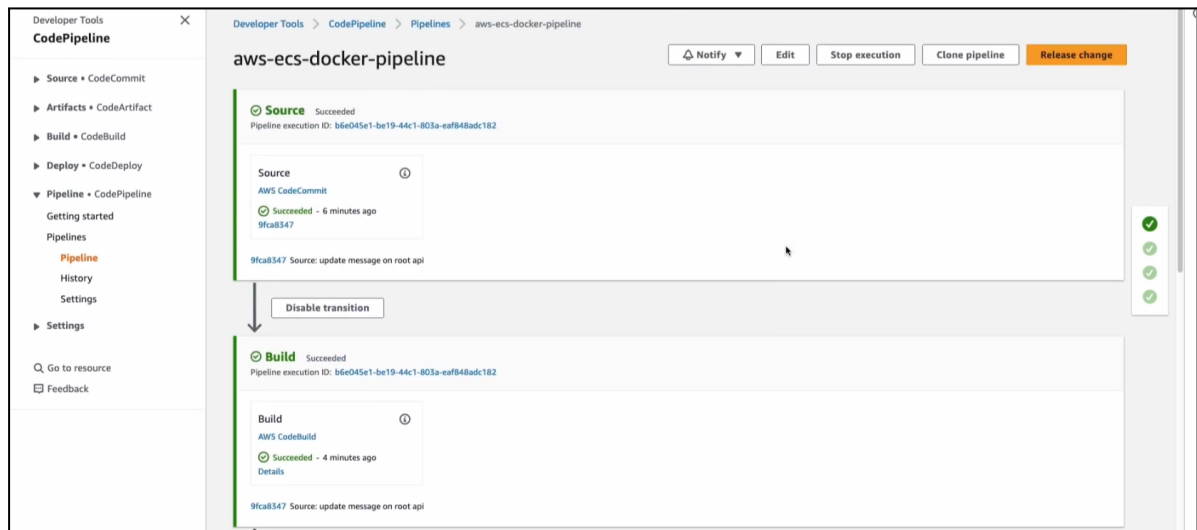 Developer Tools
CodePipeline
Source • CodeCommit
Artifacts • CodeArtifact
Build • CodeBuild
Deploy • CodeDeploy
Pipeline • CodePipeline
Getting started
Pipelines
Pipeline
History
Settings
Settings
Go to resource
Feedback
Developer Tools > CodePipeline > Pipelines > aws-ecs-docker-pipeline
aws-ecs-docker-pipeline
Notify Edit Stop execution Clone pipeline Release change
Source Succeeded
Pipeline execution ID: b6e045e1-be19-44c1-803a-eaf848adc182
Source
AWS CodeCommit
Succeeded - 6 minutes ago
9fca8347
9fca8347 Source: update message on root api
Disable transition
Build Succeeded
Pipeline execution ID: b6e045e1-be19-44c1-803a-eaf848adc182
Build
AWS CodeBuild
Succeeded - 4 minutes ago
Details
9fca8347 Source: update message on root api